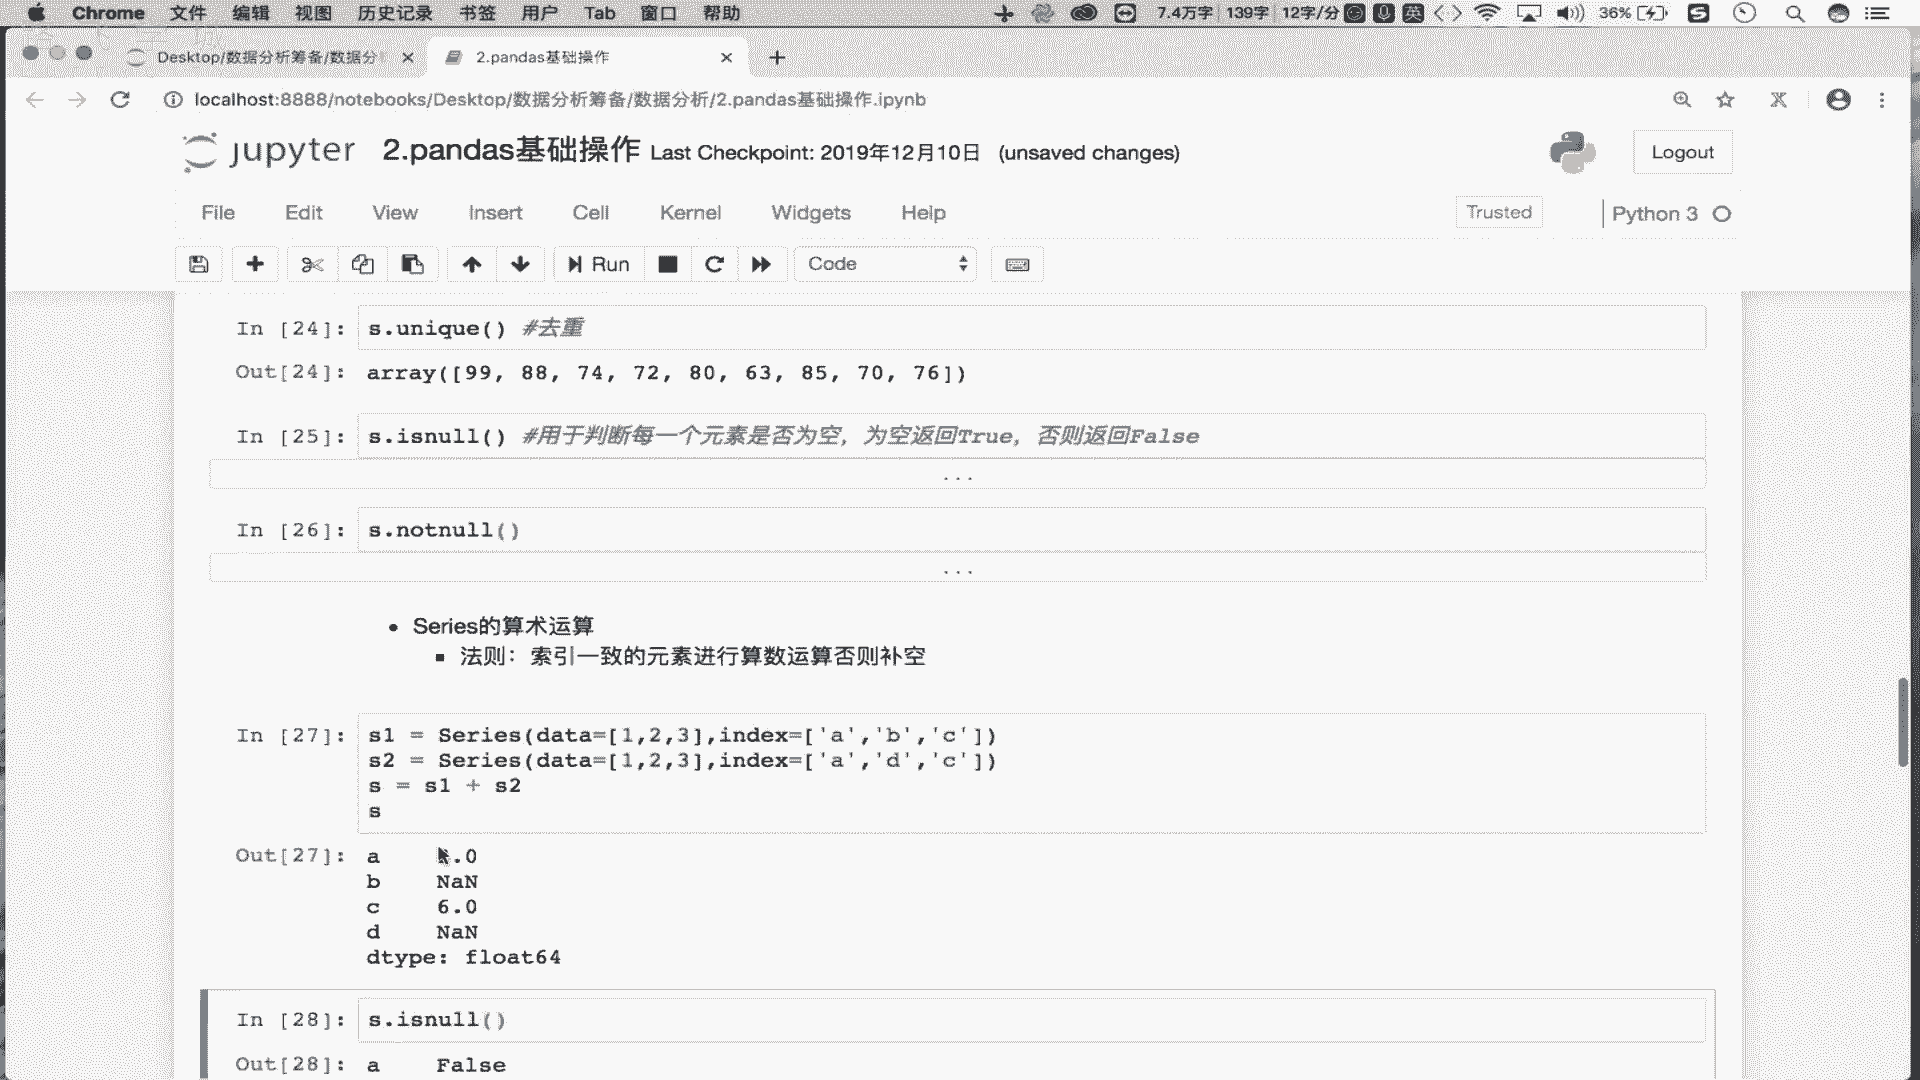 Chrome 文件 编辑 视图 历史记录 书签 用户 Tab 窗口 帮助 7.4万字 139字 12字/分 英 36%
Desktop/数据分析筹备/数据分 2.pandas基础操作
localhost:8888/notebooks/Desktop/数据分析筹备/数据分析/2.pandas基础操作.ipynb
jupyter 2.pandas基础操作 Last Checkpoint: 2019年12月10日 (unsaved changes) Logout
File Edit View Insert Cell Kernel Widgets Help Trusted Python 3
Run Code
In [24]: s.unique() #去重
Out[24]: array([99, 88, 74, 72, 80, 63, 85, 70, 76])
In [25]: s.isnull() #用于判断每一个元素是否为空，为空返回True，否则返回False
...
In [26]: s.notnull()
...
Series的算术运算
法则：索引一致的元素进行算数运算否则补空
In [27]: s1 = Series(data=[1,2,3],index=['a','b','c'])
s2 = Series(data=[1,2,3],index=['a','d','c'])
s = s1 + s2
s
Out[27]: a .0
b NaN
c 6.0
d NaN
dtype: float64
In [28]: s.isnull()
Out[28]: a False